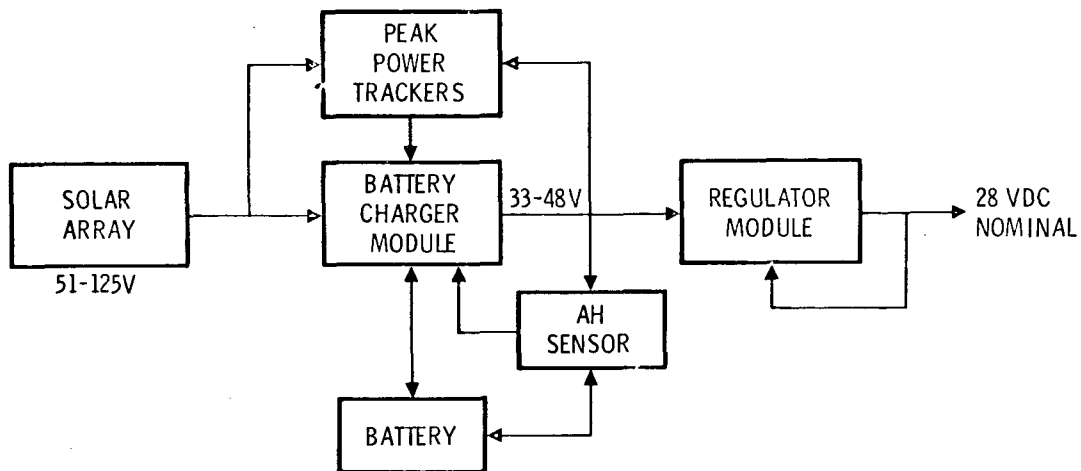 PEAK
POWER
TRACKERS
SOLAR
ARRAY
51-125V
BATTERY
CHARGER
MODULE
33-48V
REGULATOR
MODULE
28 VDC
NOMINAL
AH
SENSOR
BATTERY